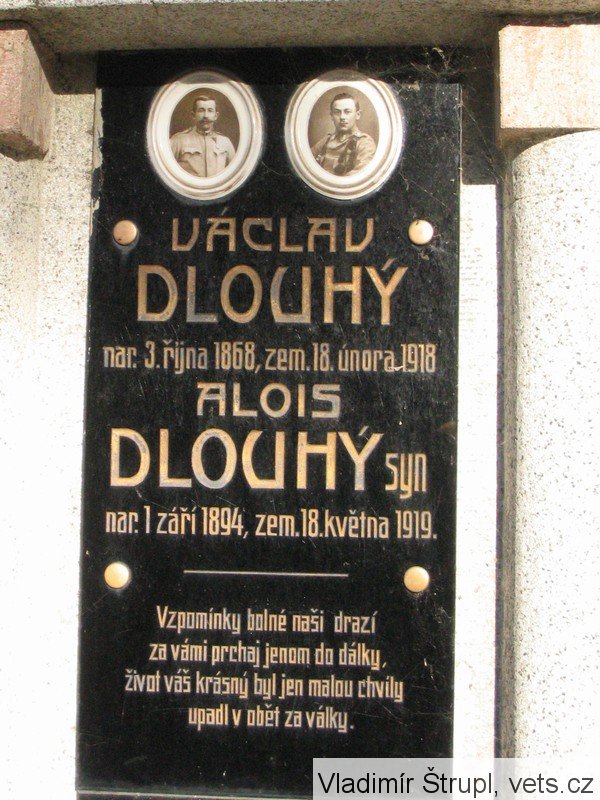 VÁCLAV
DLOUHÝ
nar. 3. října 1868, zem. 18. února 1918
ALOIS
DLOUHÝ syn
nar. 1 září 1894, zem. 18. května 1919.
Vzpomínky bolné naši drazí
za vámi prchaj jenom do dálky,
život váš krásný byl jen malou chvíly
upadl v obět za války.
Vladimír Štrupl, vets.cz